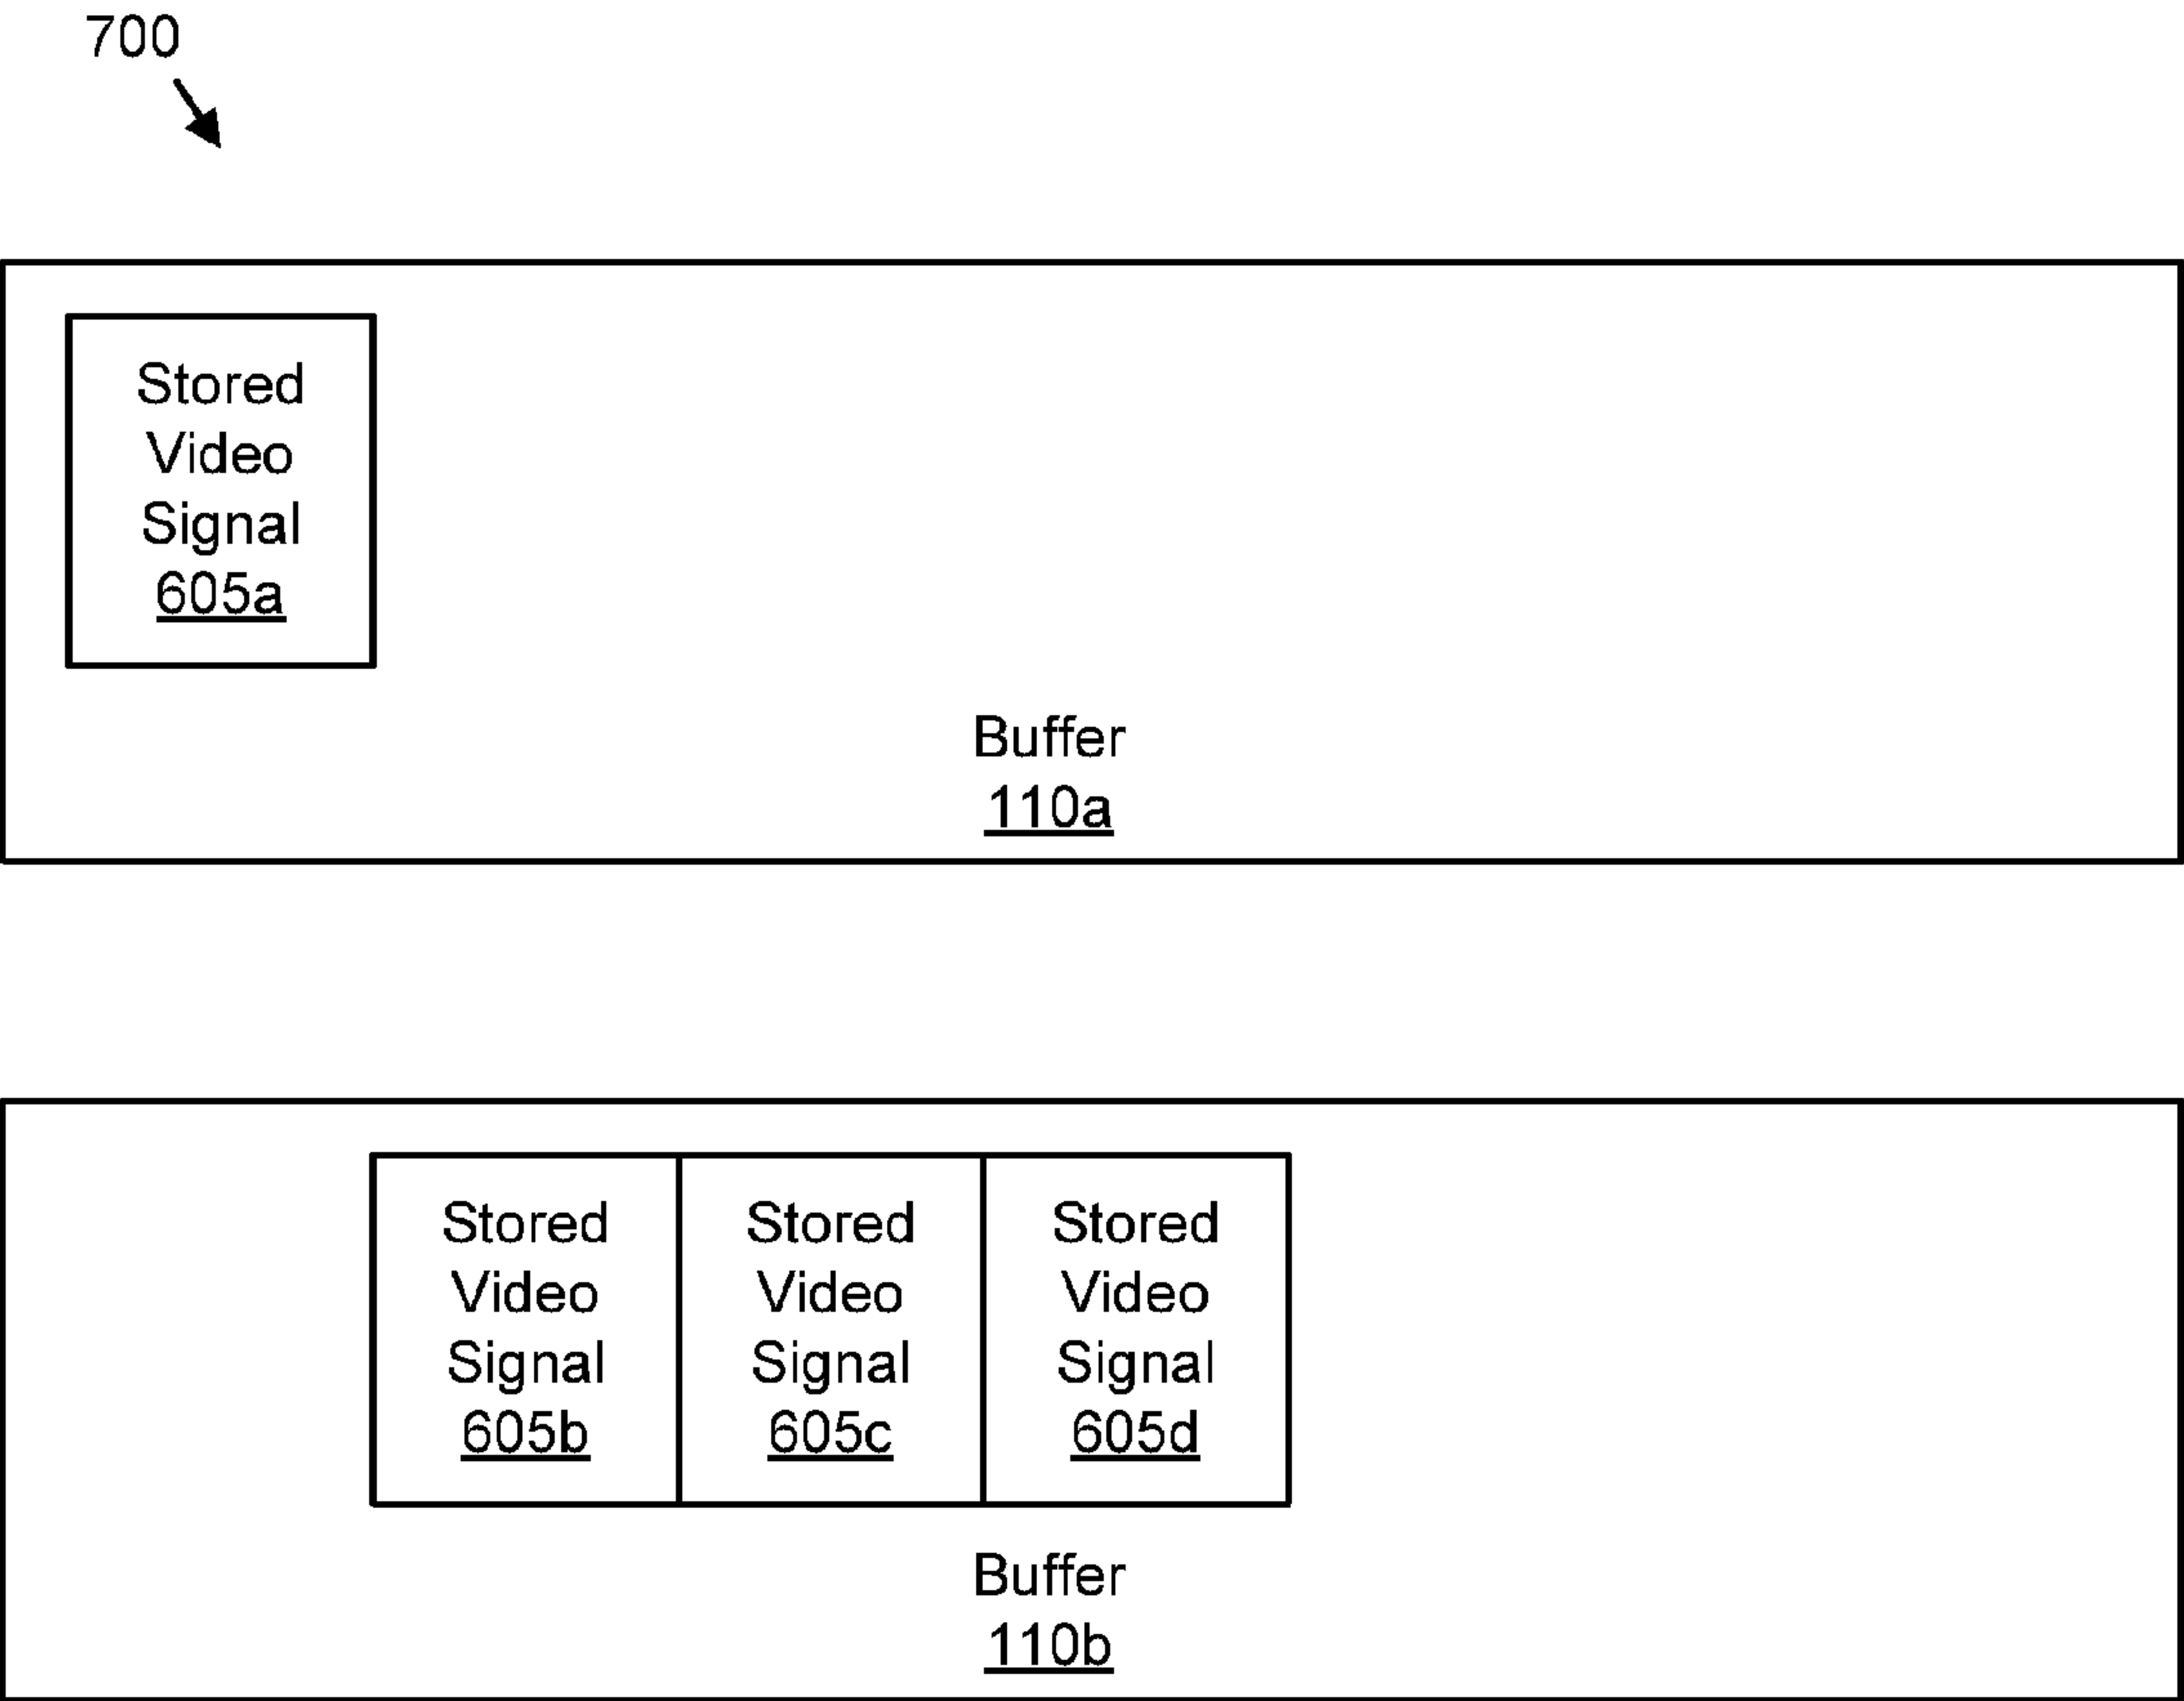 700
Stored
Video
Signal
605a
Buffer
110a
Stored
Video
Signal
605b
Stored
Video
Signal
605c
Stored
Video
Signal
605d
Buffer
110b